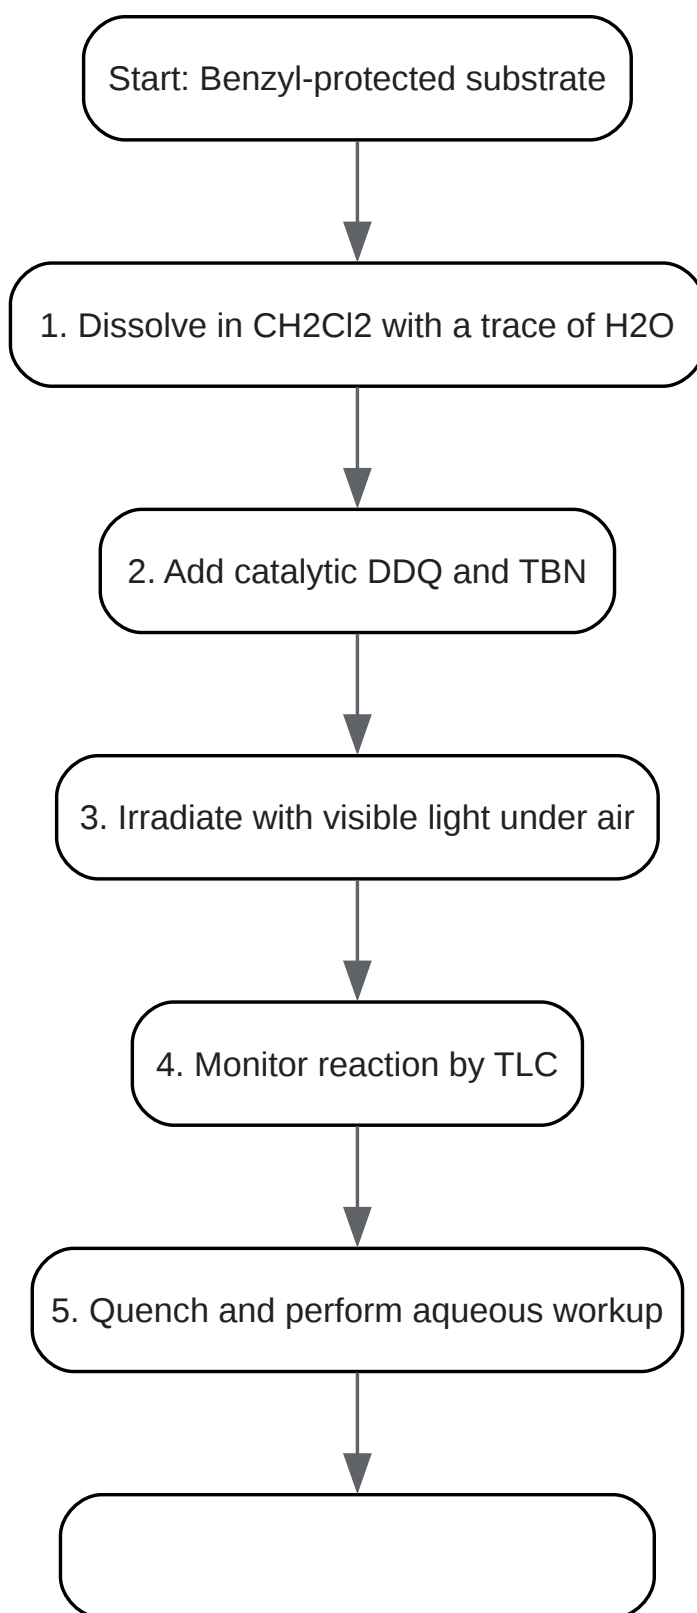 Start: Benzyl-protected substrate
1. Dissolve in CH2Cl2 with a trace of H2O
2. Add catalytic DDQ and TBN
3. Irradiate with visible light under air
4. Monitor reaction by TLC
5. Quench and perform aqueous workup